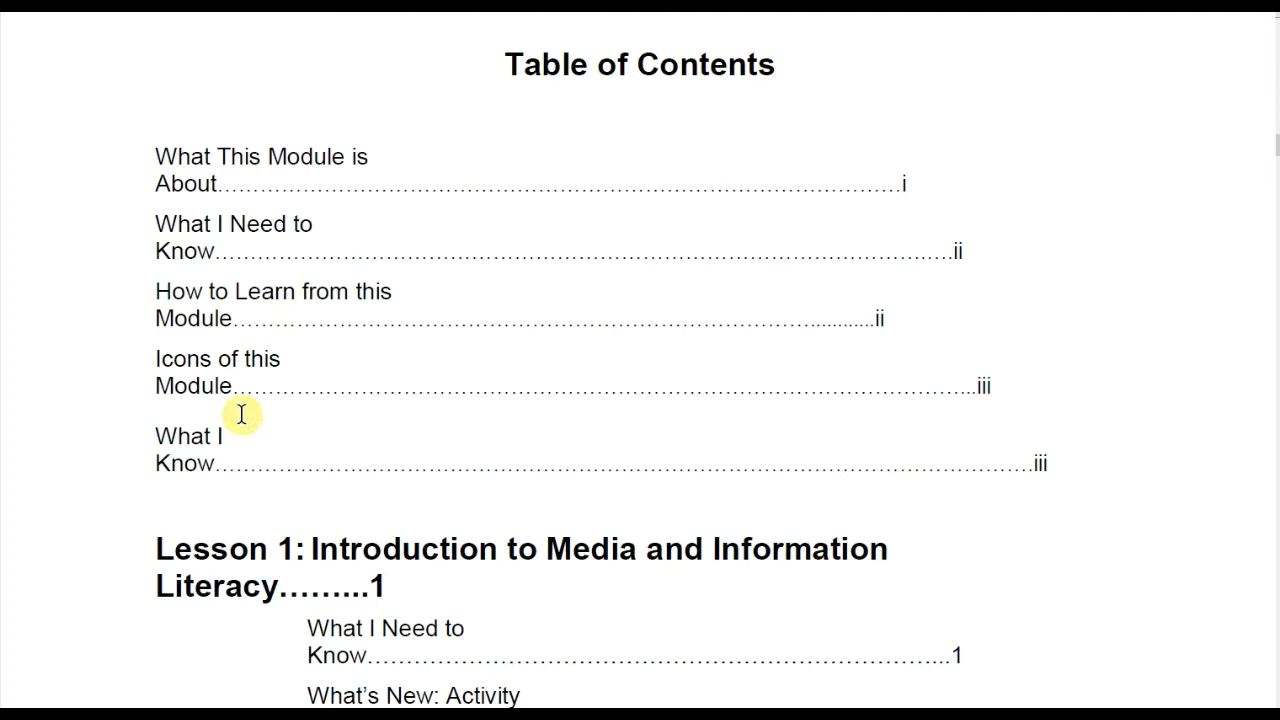 Table of Contents
What This Module is
About……………………………………………………………………………………i
What I Need to
Know…………………………………………………………………………………………….ii
How to Learn from this
Module………………………………………………………………………...........ii
Icons of this
Module…………………………………………………………………………………………..iii
What I
Know…………………………………………………………………………………………………….iii
Lesson 1: Introduction to Media and Information
Literacy……...1
What I Need to
Know……………………………………………………………………...1
What’s New: Activity